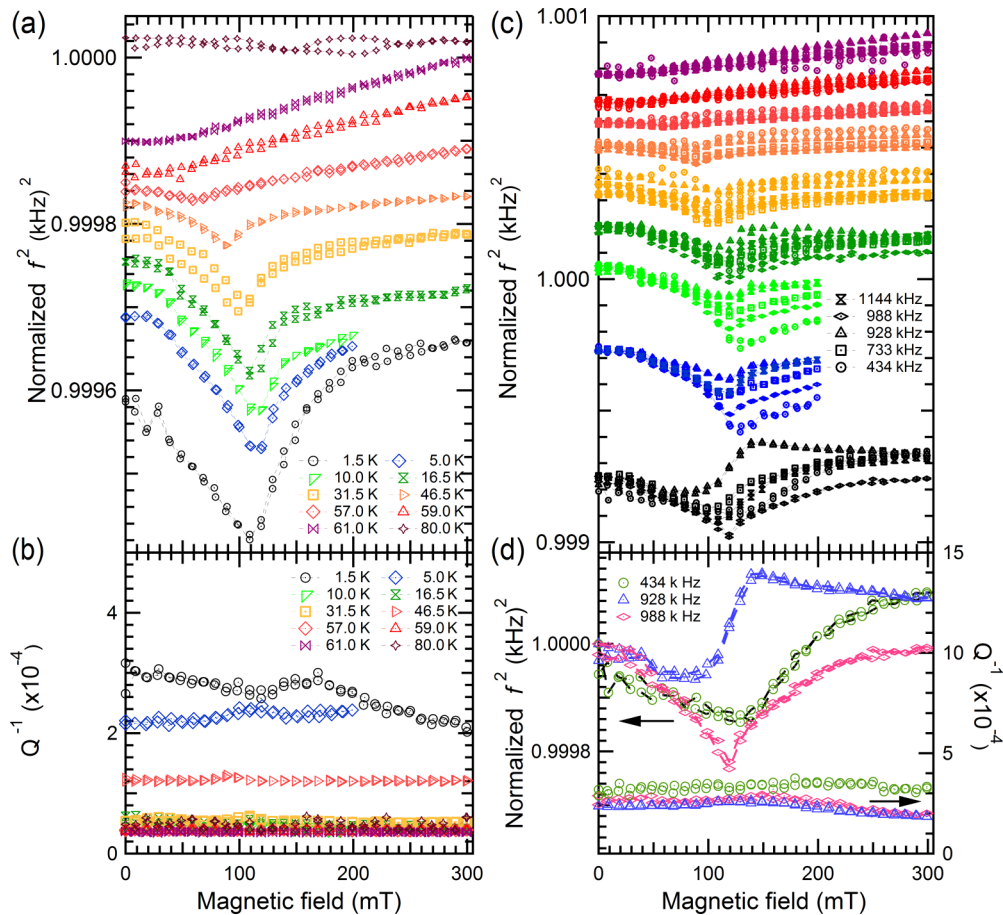 (a)
1.0000
0.9998
0.9996
Normalized f² (kHz)²
1.5 K 5.0 K
10.0 K 16.5 K
31.5 K 46.5 K
57.0 K 59.0 K
61.0 K 80.0 K
(b)
4
2
0
Q⁻¹ (x10⁻⁴)
1.5 K 5.0 K
10.0 K 16.5 K
31.5 K 46.5 K
57.0 K 59.0 K
61.0 K 80.0 K
0 100 200 300
Magnetic field (mT)
(c)
1.001
1.000
0.999
Normalized f² (kHz)²
1144 kHz
988 kHz
928 kHz
733 kHz
434 kHz
(d)
434 k Hz
928 k Hz
988 k Hz
1.0000
0.9998
Normalized f² (kHz)²
15
10
5
0
Q⁻¹ (x10⁻⁴)
0 100 200 300
Magnetic field (mT)